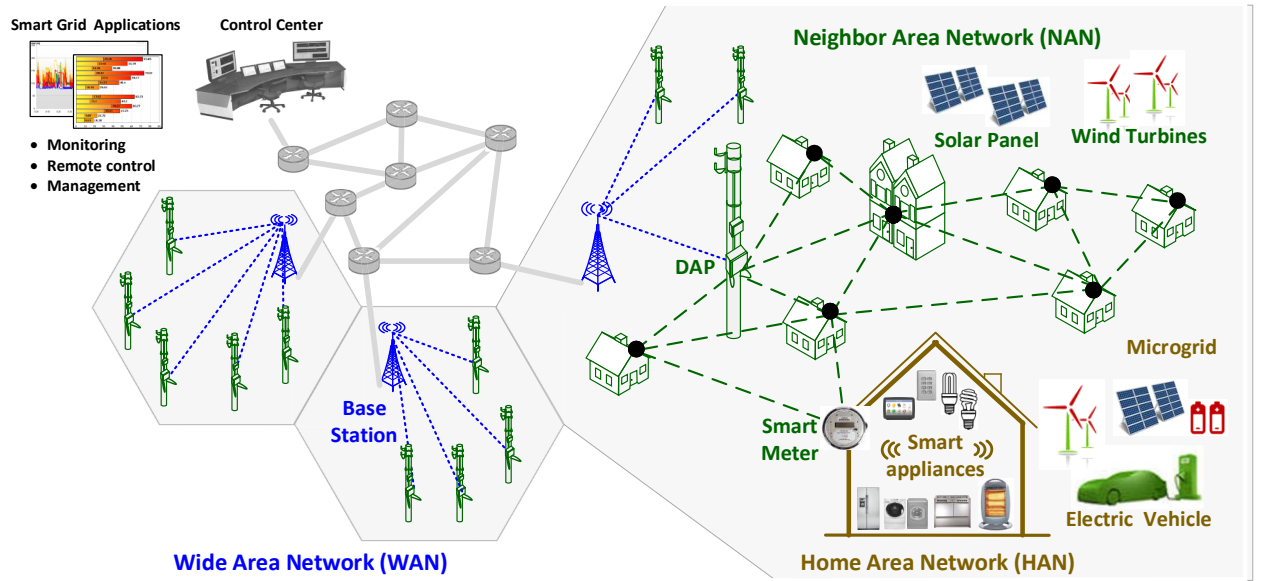 Smart Grid Applications
Control Center
Monitoring
Remote control
Management
Neighbor Area Network (NAN)
Solar Panel
Wind Turbines
DAP
Base
Station
Smart
Meter
Smart
appliances
Microgrid
Electric Vehicle
Wide Area Network (WAN)
Home Area Network (HAN)